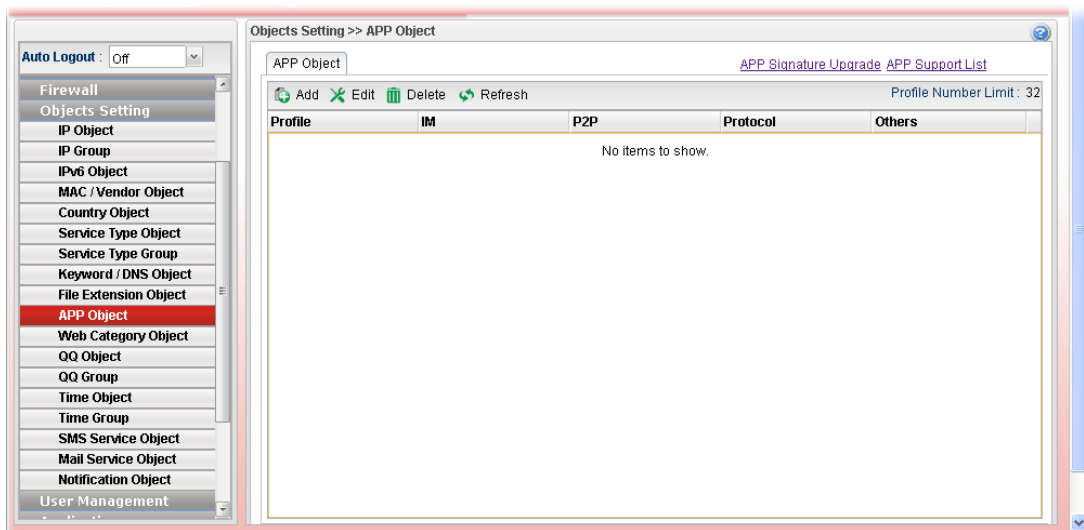 Objects Setting >> APP Object
Auto Logout : Off
Firewall
Objects Setting
IP Object
IP Group
IPv6 Object
MAC / Vendor Object
Country Object
Service Type Object
Service Type Group
Keyword / DNS Object
File Extension Object
APP Object
Web Category Object
QQ Object
QQ Group
Time Object
Time Group
SMS Service Object
Mail Service Object
Notification Object
User Management
APP Object
APP Signature Upgrade APP Support List
Add Edit Delete Refresh Profile Number Limit : 32
Profile IM P2P Protocol Others
No items to show.